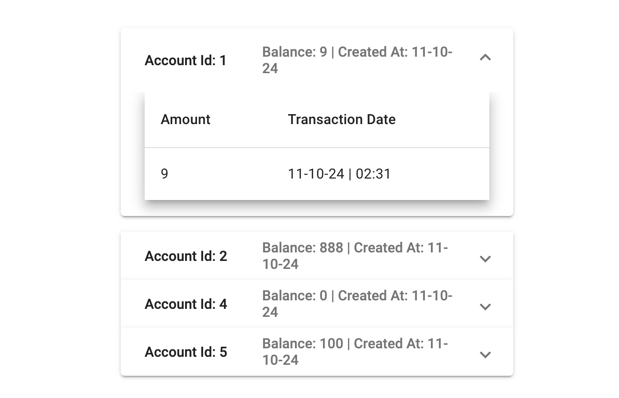 Account Id: 1
Balance: 9 | Created At: 11-10-
24
Amount
Transaction Date
9
11-10-24 | 02:31
Account Id: 2
Balance: 888 | Created At: 11-
10-24
Account Id: 4
Balance: 0 | Created At: 11-10-
24
Account Id: 5
Balance: 100 | Created At: 11-
10-24